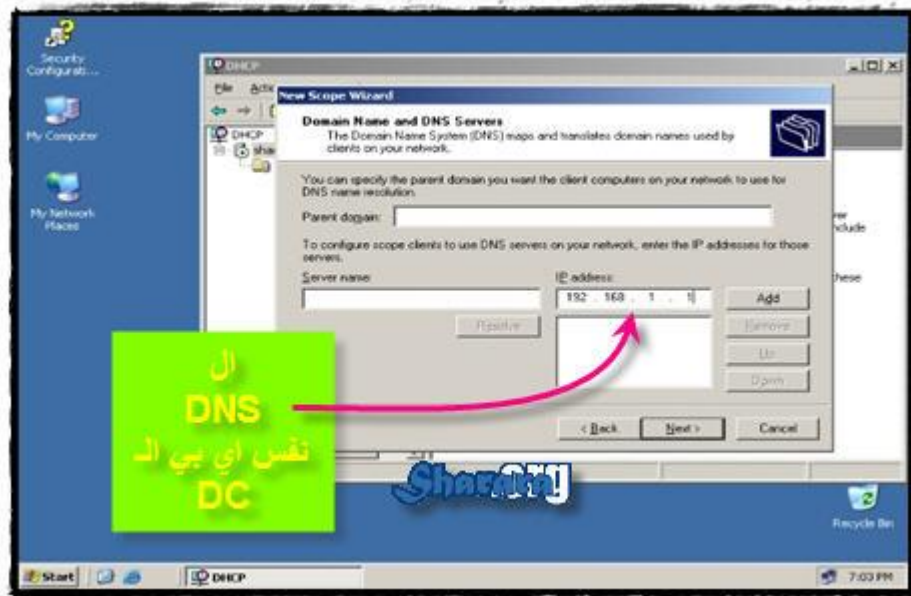 Security
Configurati...
My Computer
My Network
Places
DHCP
File
New Scope Wizard
Domain Name and DNS Servers
The Domain Name System (DNS) maps and translates domain names used by
clients on your network.
DHCP
You can specify the parent domain you want the client computers on your network to use for
DNS name resolution.
Parent domain:
To configure scope clients to use DNS servers on your network, enter the IP addresses for those
servers.
Server name:
IP address:
192 . 168 . 1 . 1
Add
Resolve
Remove
Up
Down
< Back
Next >
Cancel
ال
DNS
نفس اي بي الـ
DC
Recycle Bin
Start
DHCP
7:03 PM